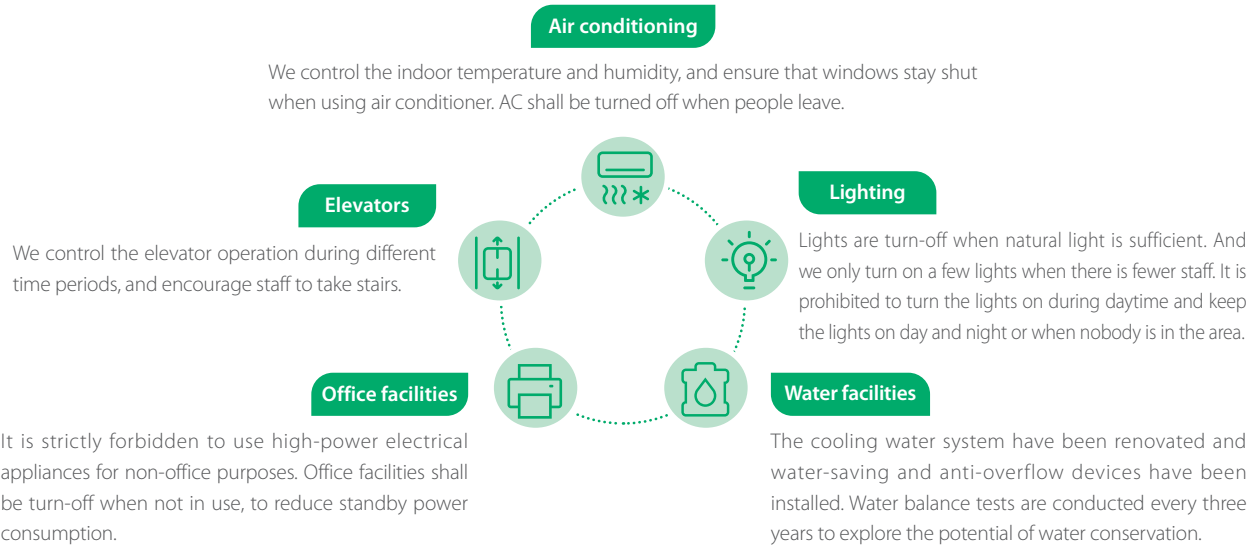 Air conditioning
We control the indoor temperature and humidity, and ensure that windows stay shut
when using air conditioner. AC shall be turned off when people leave.
Elevators
We control the elevator operation during different
time periods, and encourage staff to take stairs.
Lighting
Lights are turn-off when natural light is sufficient. And
we only turn on a few lights when there is fewer staff. It is
prohibited to turn the lights on during daytime and keep
the lights on day and night or when nobody is in the area.
Office facilities
It is strictly forbidden to use high-power electrical
appliances for non-office purposes. Office facilities shall
be turn-off when not in use, to reduce standby power
consumption.
Water facilities
The cooling water system have been renovated and
water-saving and anti-overflow devices have been
installed. Water balance tests are conducted every three
years to explore the potential of water conservation.